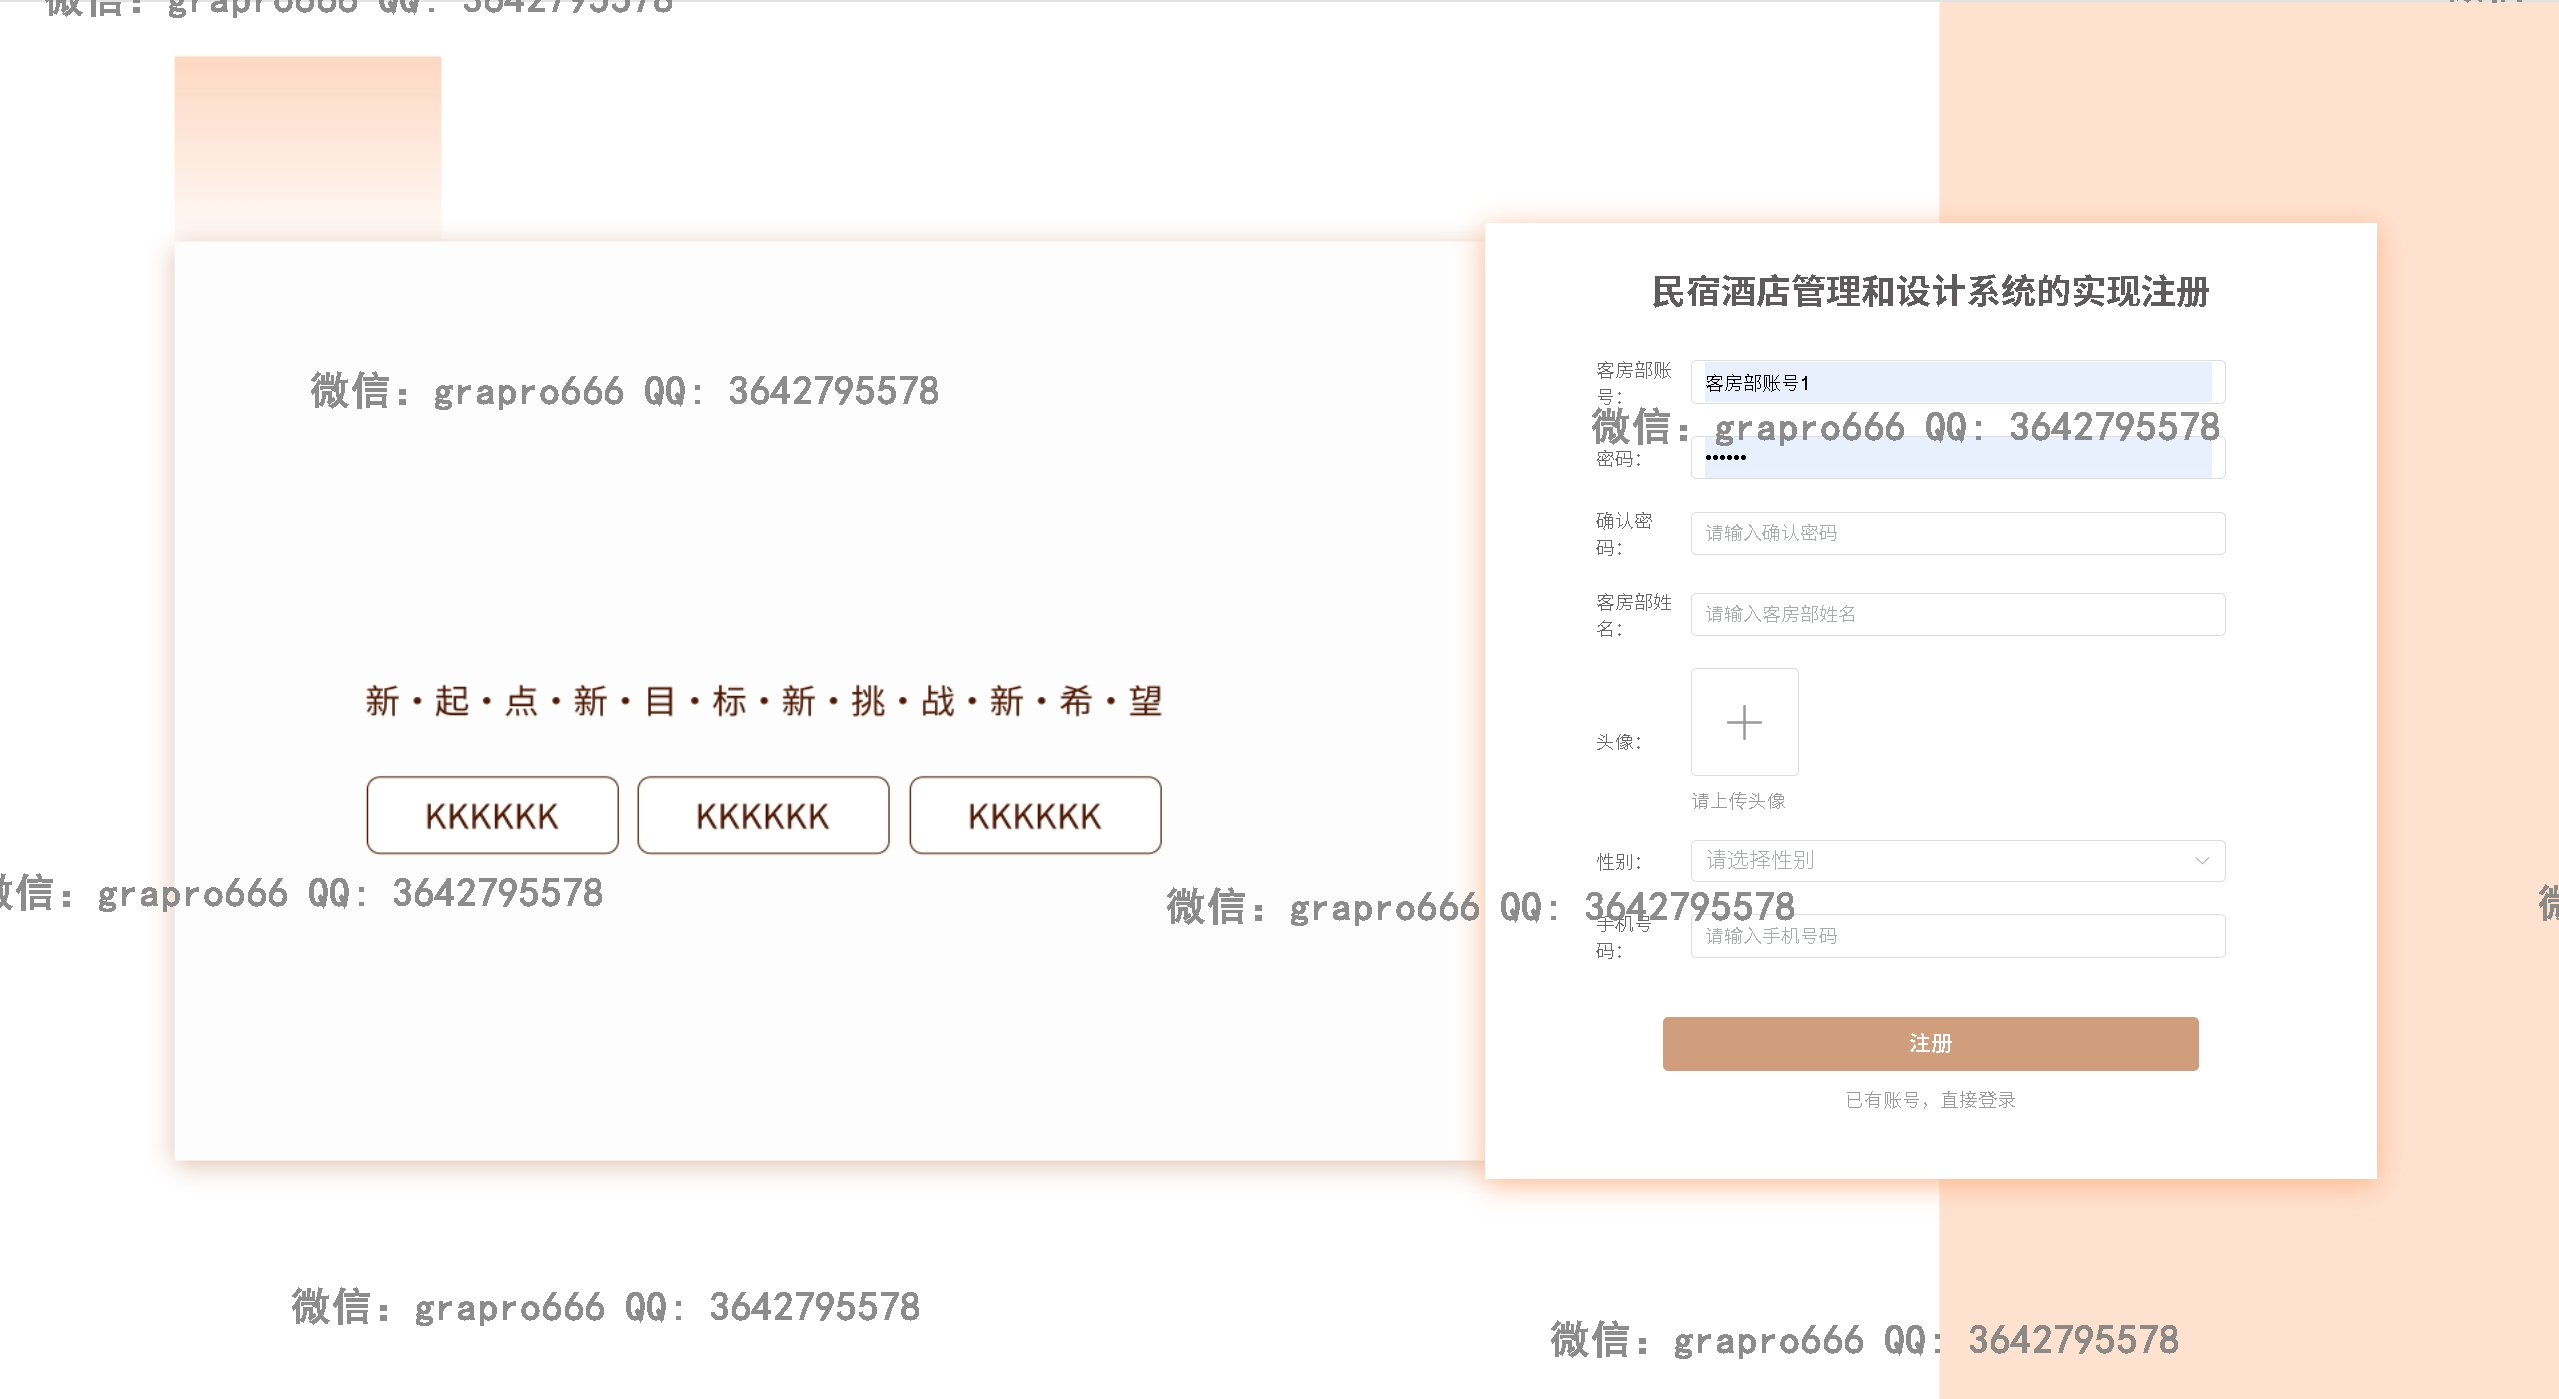 微信: grapro666 QQ: 3642795578
民宿酒店管理和设计系统的实现注册
客房部账
号:
客房部账号1
微信: grapro666 QQ: 3642795578
微信: grapro666 QQ: 3642795578
密码:
••••••
确认密
码:
请输入确认密码
客房部姓
名:
请输入客房部姓名
新·起·点·新·目·标·新·挑·战·新·希·望
头像:
请上传头像
KKKKKK
KKKKKK
KKKKKK
性别:
请选择性别
微信: grapro666 QQ: 3642795578
微信: grapro666 QQ: 3642795578
手机号
码:
请输入手机号码
注册
已有账号，直接登录
微信: grapro666 QQ: 3642795578
微信: grapro666 QQ: 3642795578